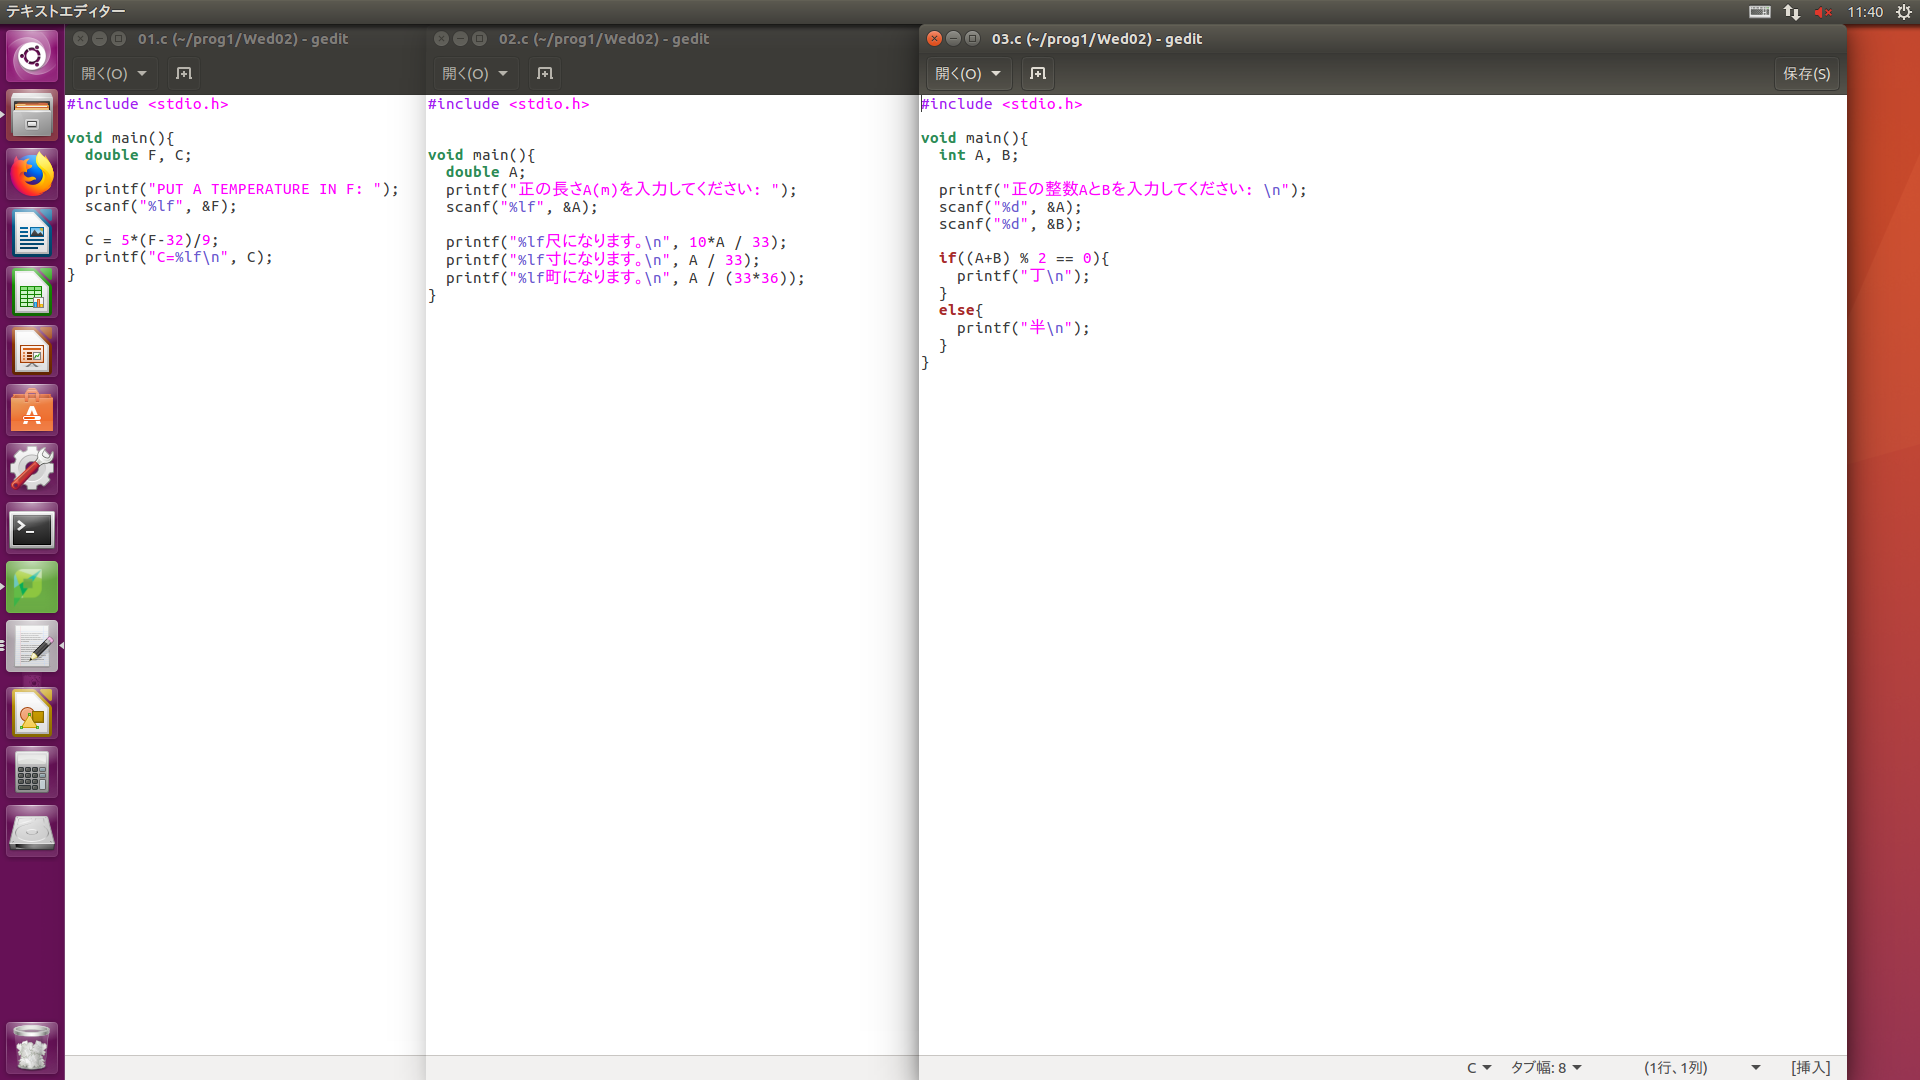 テキストエディター
11:40
01.c (~/prog1/Wed02) - gedit
開く(O)
#include <stdio.h>
void main(){
  double F, C;
  printf("PUT A TEMPERATURE IN F: ");
  scanf("%lf", &F);
  C = 5*(F-32)/9;
  printf("C=%lf\n", C);
}
02.c (~/prog1/Wed02) - gedit
開く(O)
#include <stdio.h>
void main(){
  double A;
  printf("正の長さA(m)を入力してください: ");
  scanf("%lf", &A);
  printf("%lf尺になります。\n", 10*A / 33);
  printf("%lf寸になります。\n", A / 33);
  printf("%lf町になります。\n", A / (33*36));
}
03.c (~/prog1/Wed02) - gedit
開く(O)
保存(S)
#include <stdio.h>
void main(){
  int A, B;
  printf("正の整数AとBを入力してください: \n");
  scanf("%d", &A);
  scanf("%d", &B);
  if((A+B) % 2 == 0){
    printf("丁\n");
  }
  else{
    printf("半\n");
  }
}
C
タブ幅: 8
(1行、1列)
[挿入]